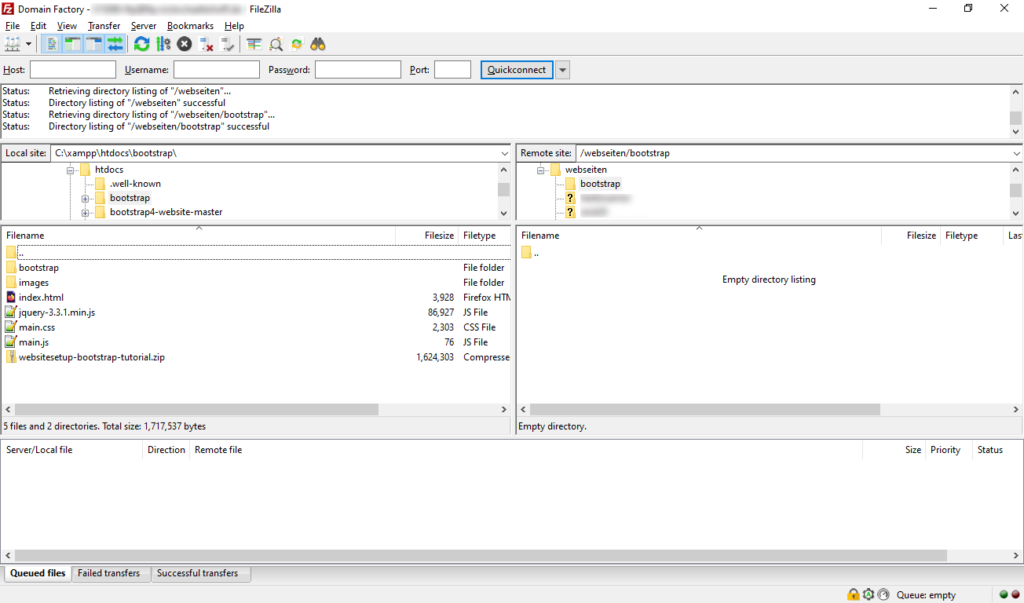 Domain Factory - FileZilla
File Edit View Transfer Server Bookmarks Help
Host: Username: Password: Port: Quickconnect
Status: Retrieving directory listing of "/webseiten"...
Status: Directory listing of "/webseiten" successful
Status: Retrieving directory listing of "/webseiten/bootstrap"...
Status: Directory listing of "/webseiten/bootstrap" successful
Local site: C:\xampp\htdocs\bootstrap\
htdocs
.well-known
bootstrap
bootstrap4-website-master
Remote site: /webseiten/bootstrap
webseiten
bootstrap
Filename Filesize Filetype
..
bootstrap File folder
images File folder
index.html 3,928 Firefox HTM
jquery-3.3.1.min.js 86,927 JS File
main.css 2,303 CSS File
main.js 76 JS File
websitesetup-bootstrap-tutorial.zip 1,624,303 Compresse
5 files and 2 directories. Total size: 1,717,537 bytes
Filename Filesize Filetype Las
..
Empty directory listing
Empty directory.
Server/Local file Direction Remote file Size Priority Status
Queued files Failed transfers Successful transfers
Queue: empty